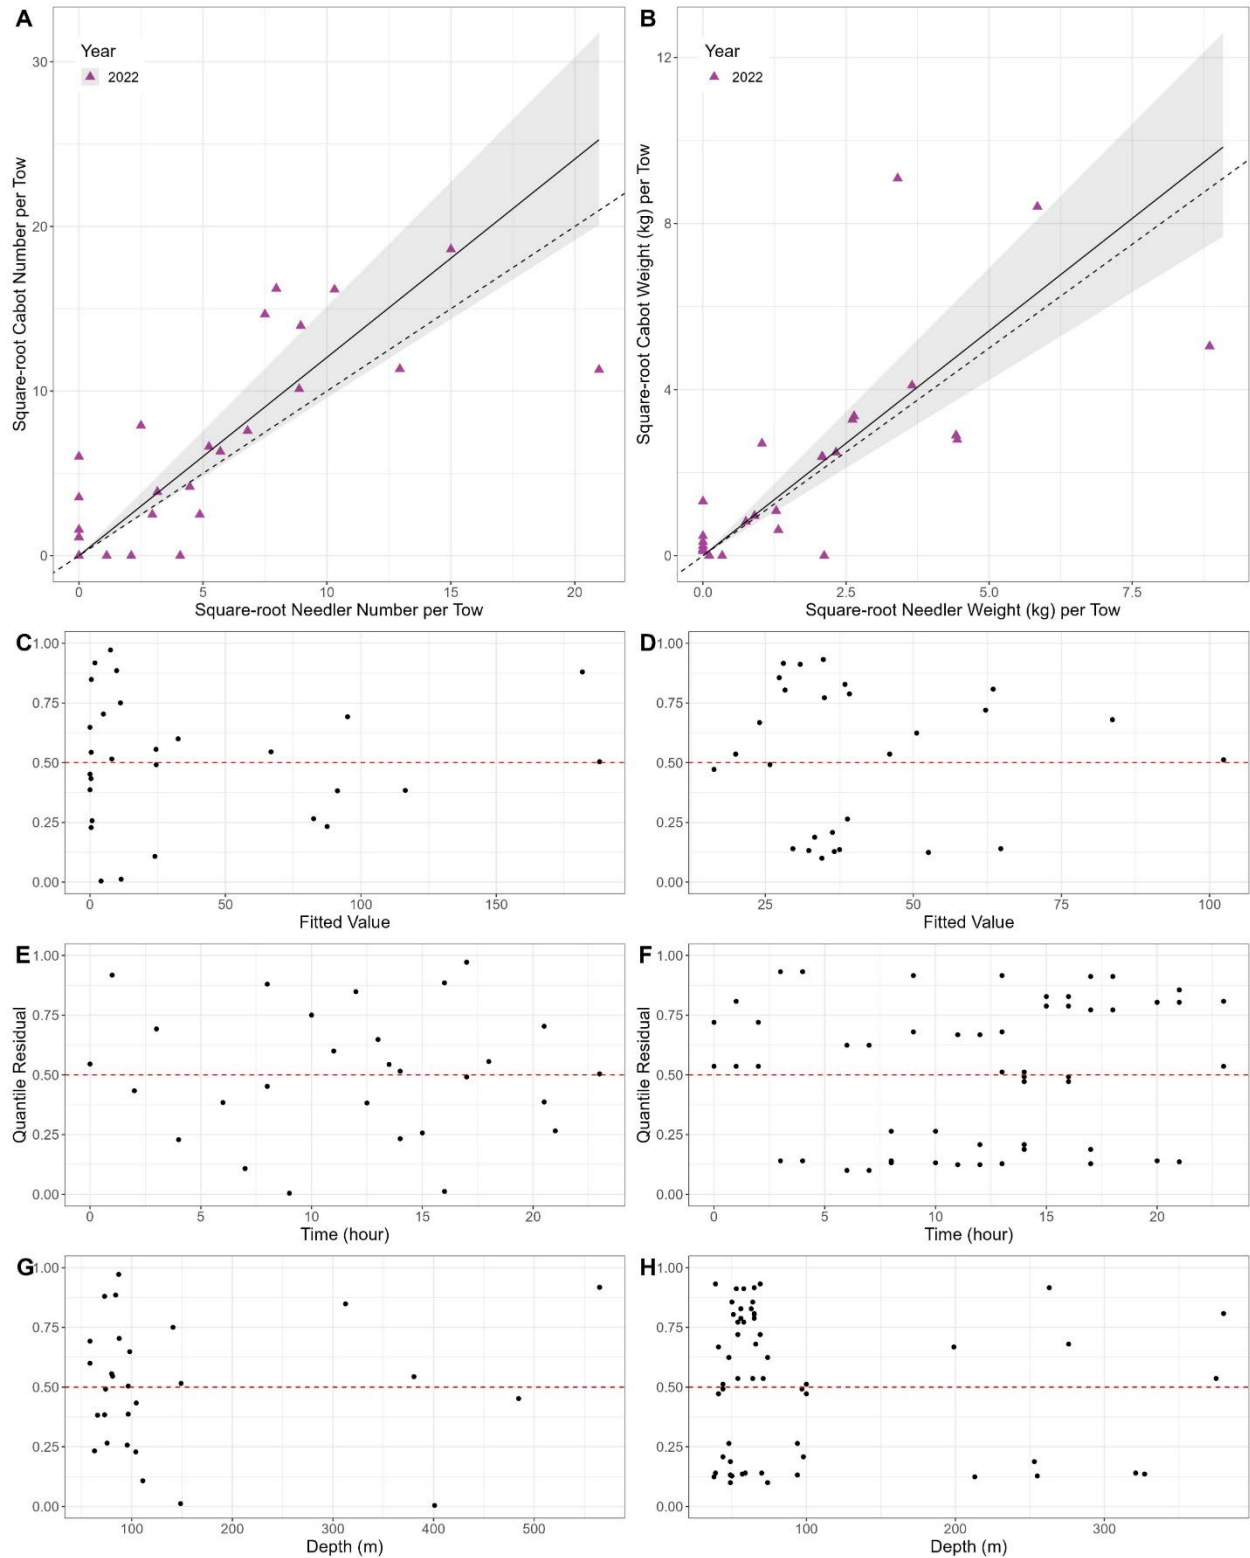 A
Year
2022
30
20
10
0
Square-root Cabot Number per Tow
0 5 10 15 20
Square-root Needler Number per Tow
B
Year
2022
12
8
4
0
Square-root Cabot Weight (kg) per Tow
0.0 2.5 5.0 7.5
Square-root Needler Weight (kg) per Tow
C
1.00
0.75
0.50
0.25
0.00
0 50 100 150
Fitted Value
D
1.00
0.75
0.50
0.25
0.00
25 50 75 100
Fitted Value
E
1.00
0.75
0.50
0.25
0.00
Quantile Residual
0 5 10 15 20
Time (hour)
F
1.00
0.75
0.50
0.25
0.00
Quantile Residual
0 5 10 15 20
Time (hour)
G
1.00
0.75
0.50
0.25
0.00
100 200 300 400 500
Depth (m)
H
1.00
0.75
0.50
0.25
0.00
100 200 300
Depth (m)